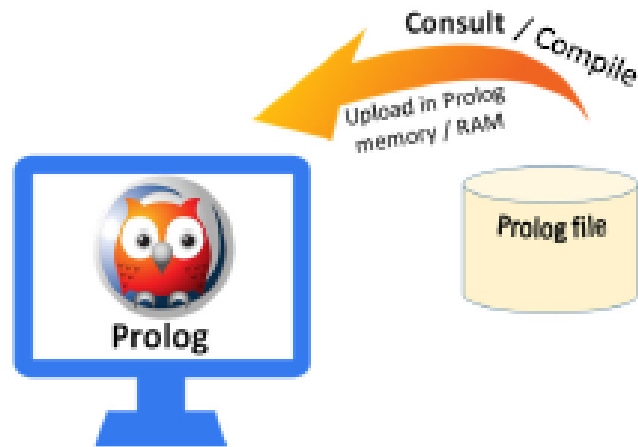 Consult / Compile
Upload in Prolog
memory / RAM
Prolog file
Prolog